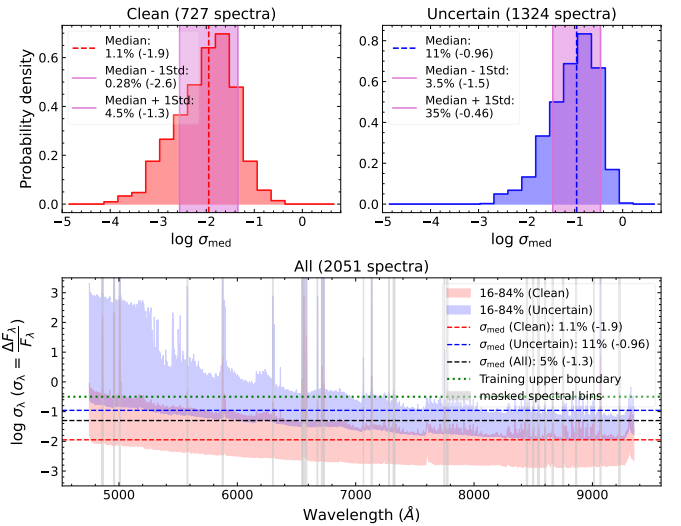 Clean (727 spectra)
Probability density
0.6
0.4
0.2
0.0
Median:
1.1% (-1.9)
Median - 1Std:
0.28% (-2.6)
Median + 1Std:
4.5% (-1.3)
−5 −4 −3 −2 −1 0
log σmed
Uncertain (1324 spectra)
0.8
0.6
0.4
0.2
0.0
Median:
11% (-0.96)
Median - 1Std:
3.5% (-1.5)
Median + 1Std:
35% (-0.46)
−5 −4 −3 −2 −1 0
log σmed
All (2051 spectra)
log σλ (σλ = ΔFλ/Fλ)
3
2
1
0
−1
−2
−3
16-84% (Clean)
16-84% (Uncertain)
σmed (Clean): 1.1% (-1.9)
σmed (Uncertain): 11% (-0.96)
σmed (All): 5% (-1.3)
Training upper boundary
masked spectral bins
5000 6000 7000 8000 9000
Wavelength (Å)